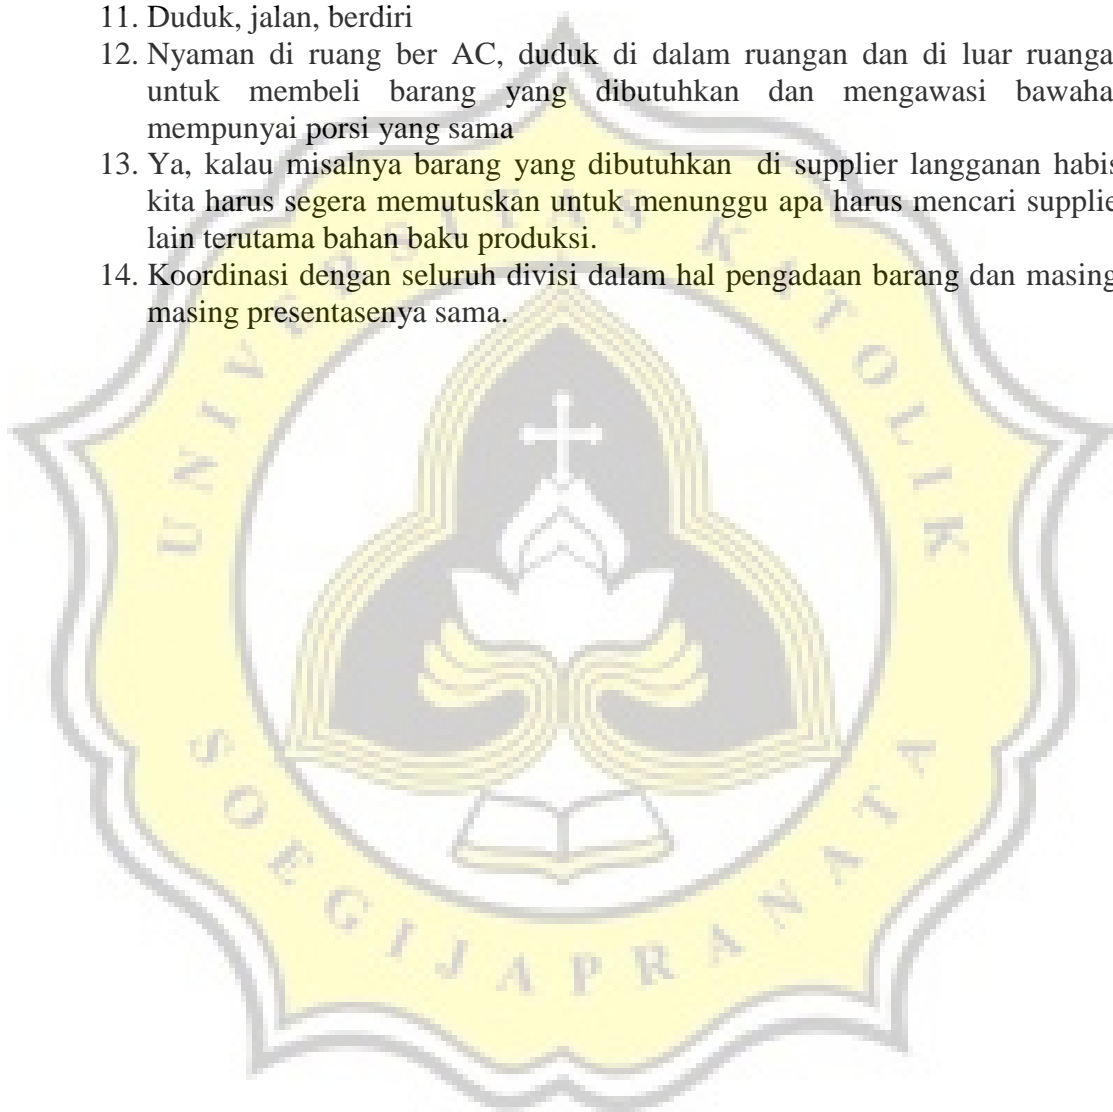 11. Duduk, jalan, berdiri
12. Nyaman di ruang ber AC, duduk di dalam ruangan dan di luar ruanga
untuk membeli barang yang dibutuhkan dan mengawasi bawaha
mempunyai porsi yang sama
13. Ya, kalau misalnya barang yang dibutuhkan di supplier langganan habis
kita harus segera memutuskan untuk menunggu apa harus mencari supplie
lain terutama bahan baku produksi.
14. Koordinasi dengan seluruh divisi dalam hal pengadaan barang dan masing
masing presentasenya sama.
UNIVERSITAS KATOLIK
SOEGIJAPRANATA